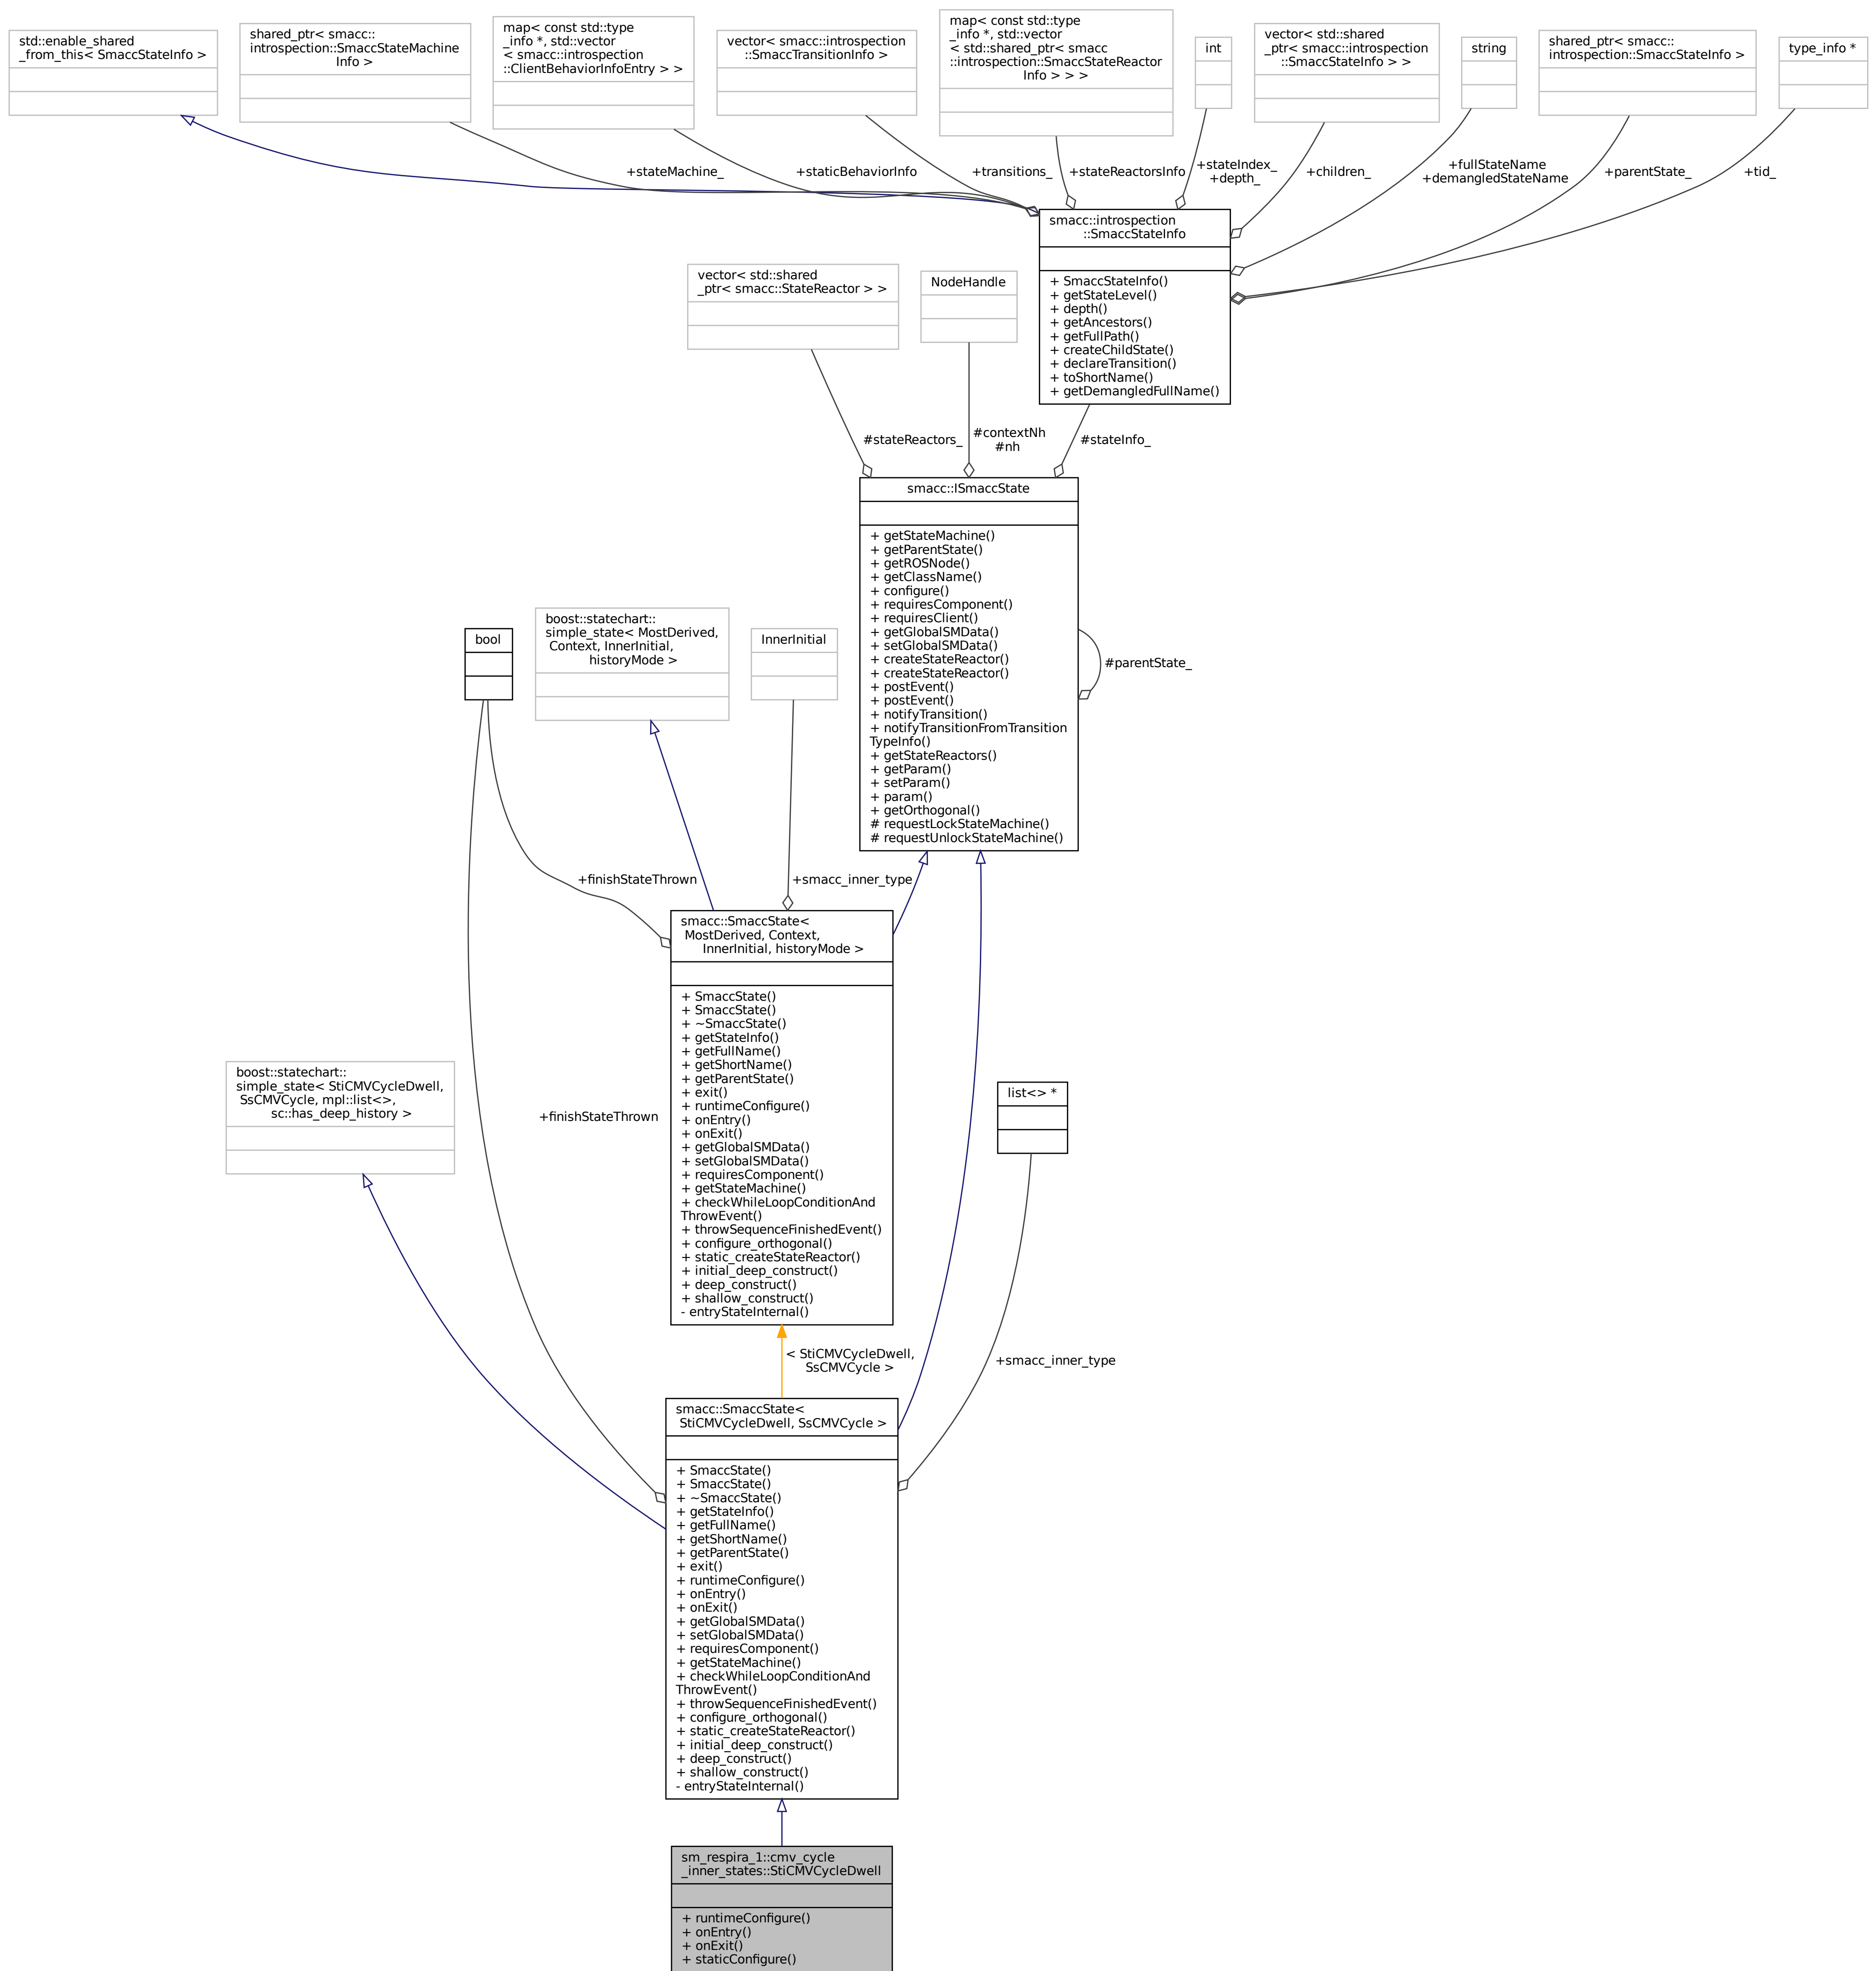 std::enable_shared
_from_this< SmaccStateInfo >
shared_ptr< smacc::
introspection::SmaccStateMachine
Info >
map< const std::type
_info *, std::vector
< smacc::introspection
::ClientBehaviorInfoEntry > >
vector< smacc::introspection
::SmaccTransitionInfo >
map< const std::type
_info *, std::vector
< std::shared_ptr< smacc
::introspection::SmaccStateReactor
Info > > >
int
vector< std::shared
_ptr< smacc::introspection
::SmaccStateInfo > >
string
shared_ptr< smacc::
introspection::SmaccStateInfo >
type_info *
+stateMachine_
+staticBehaviorInfo
+transitions_
+stateReactorsInfo
+stateIndex_
+depth_
+children_
+fullStateName
+demangledStateName
+parentState_
+tid_
smacc::introspection
::SmaccStateInfo
+ SmaccStateInfo()
+ getStateLevel()
+ depth()
+ getAncestors()
+ getFullPath()
+ createChildState()
+ declareTransition()
+ toShortName()
+ getDemangledFullName()
vector< std::shared
_ptr< smacc::StateReactor > >
NodeHandle
#stateReactors_
#contextNh
#nh
#stateInfo_
smacc::ISmaccState
+ getStateMachine()
+ getParentState()
+ getROSNode()
+ getClassName()
+ configure()
+ requiresComponent()
+ requiresClient()
+ getGlobalSMData()
+ setGlobalSMData()
+ createStateReactor()
+ createStateReactor()
+ postEvent()
+ postEvent()
+ notifyTransition()
+ notifyTransitionFromTransition
TypeInfo()
+ getStateReactors()
+ getParam()
+ setParam()
+ param()
+ getOrthogonal()
# requestLockStateMachine()
# requestUnlockStateMachine()
#parentState_
bool
boost::statechart::
simple_state< MostDerived,
Context, InnerInitial,
historyMode >
InnerInitial
+finishStateThrown
+smacc_inner_type
smacc::SmaccState<
MostDerived, Context,
InnerInitial, historyMode >
+ SmaccState()
+ SmaccState()
+ ~SmaccState()
+ getStateInfo()
+ getFullName()
+ getShortName()
+ getParentState()
+ exit()
+ runtimeConfigure()
+ onEntry()
+ onExit()
+ getGlobalSMData()
+ setGlobalSMData()
+ requiresComponent()
+ getStateMachine()
+ checkWhileLoopConditionAnd
ThrowEvent()
+ throwSequenceFinishedEvent()
+ configure_orthogonal()
+ static_createStateReactor()
+ initial_deep_construct()
+ deep_construct()
+ shallow_construct()
- entryStateInternal()
boost::statechart::
simple_state< StiCMVCycleDwell,
SsCMVCycle, mpl::list<>,
sc::has_deep_history >
+finishStateThrown
list<> *
< StiCMVCycleDwell,
SsCMVCycle >
+smacc_inner_type
smacc::SmaccState<
StiCMVCycleDwell, SsCMVCycle >
+ SmaccState()
+ SmaccState()
+ ~SmaccState()
+ getStateInfo()
+ getFullName()
+ getShortName()
+ getParentState()
+ exit()
+ runtimeConfigure()
+ onEntry()
+ onExit()
+ getGlobalSMData()
+ setGlobalSMData()
+ requiresComponent()
+ getStateMachine()
+ checkWhileLoopConditionAnd
ThrowEvent()
+ throwSequenceFinishedEvent()
+ configure_orthogonal()
+ static_createStateReactor()
+ initial_deep_construct()
+ deep_construct()
+ shallow_construct()
- entryStateInternal()
sm_respira_1::cmv_cycle
_inner_states::StiCMVCycleDwell
+ runtimeConfigure()
+ onEntry()
+ onExit()
+ staticConfigure()